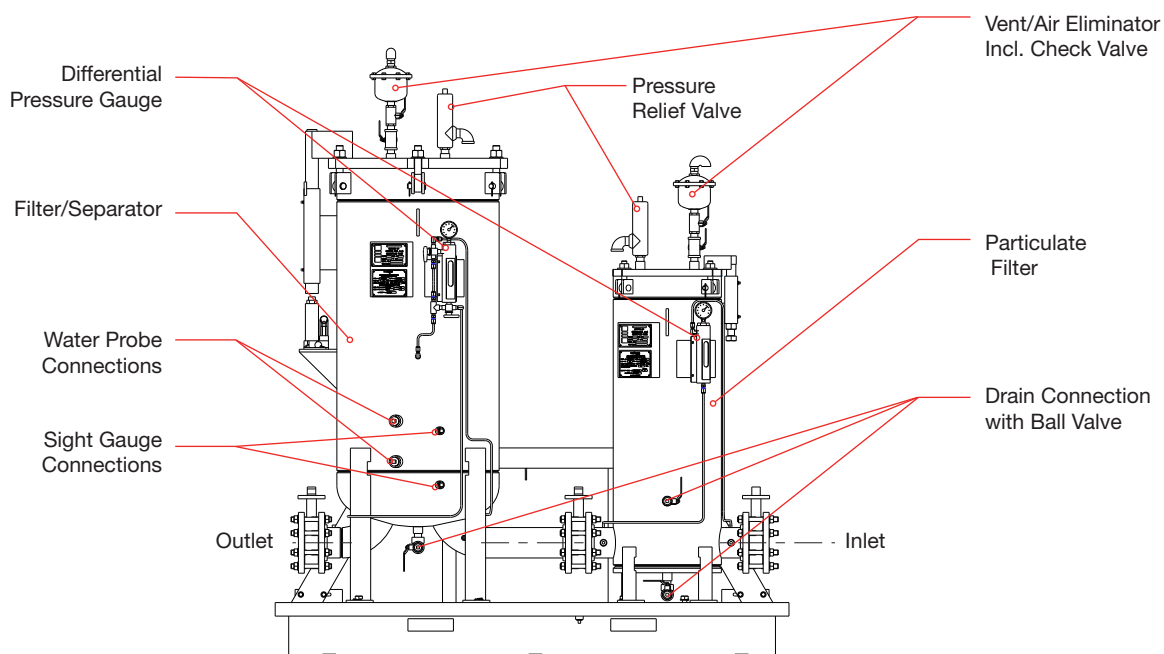 Differential
Pressure Gauge
Filter/Separator
Water Probe
Connections
Sight Gauge
Connections
Outlet
Pressure
Relief Valve
Vent/Air Eliminator
Incl. Check Valve
Particulate
Filter
Drain Connection
with Ball Valve
Inlet